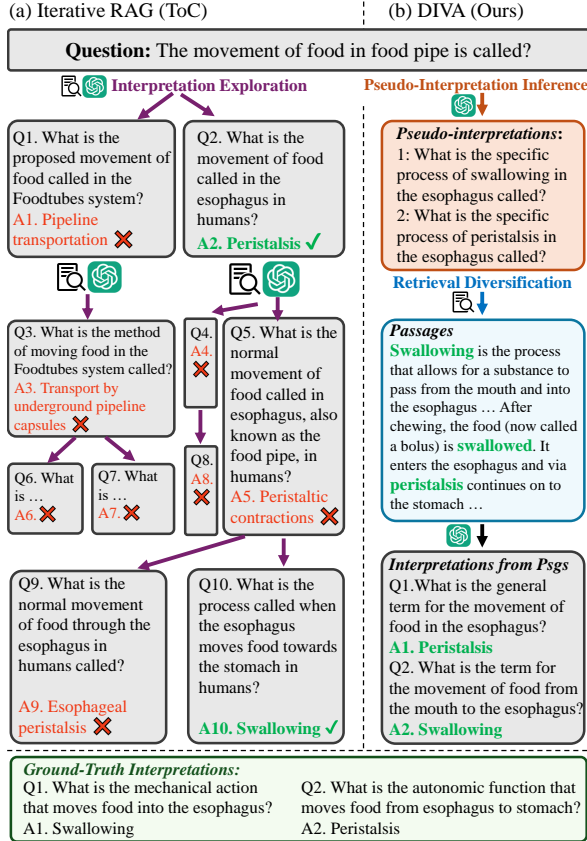 (a) Iterative RAG (ToC)
(b) DIVA (Ours)
Question: The movement of food in food pipe is called?
Interpretation Exploration
Q1. What is the
proposed movement of
food called in the
Foodtubes system?
A1. Pipeline
transportation
Q2. What is the
movement of food
called in the
esophagus in
humans?
A2. Peristalsis
Q3. What is the method
of moving food in the
Foodtubes system called?
A3. Transport by
underground pipeline
capsules
Q4.
A4.
Q5. What is the
normal
movement of
food called in
esophagus, also
known as the
food pipe, in
humans?
A5. Peristaltic
contractions
Q6. What
is …
A6.
Q7. What
is …
A7.
Q8.
A8.
Q9. What is the
normal movement
of food through the
esophagus in
humans called?
A9. Esophageal
peristalsis
Q10. What is the
process called when
the esophagus
moves food towards
the stomach in
humans?
A10. Swallowing
Pseudo-Interpretation Inference
Pseudo-interpretations:
1: What is the specific
process of swallowing in
the esophagus called?
2: What is the specific
process of peristalsis in
the esophagus called?
Retrieval Diversification
Passages
Swallowing is the process
that allows for a substance to
pass from the mouth and into
the esophagus … After
chewing, the food (now called
a bolus) is swallowed. It
enters the esophagus and via
peristalsis continues on to
the stomach …
Interpretations from Psgs
Q1.What is the general
term for the movement of
food in the esophagus?
A1. Peristalsis
Q2. What is the term for
the movement of food from
the mouth to the esophagus?
A2. Swallowing
Ground-Truth Interpretations:
Q1. What is the mechanical action
that moves food into the esophagus?
A1. Swallowing
Q2. What is the autonomic function that
moves food from esophagus to stomach?
A2. Peristalsis